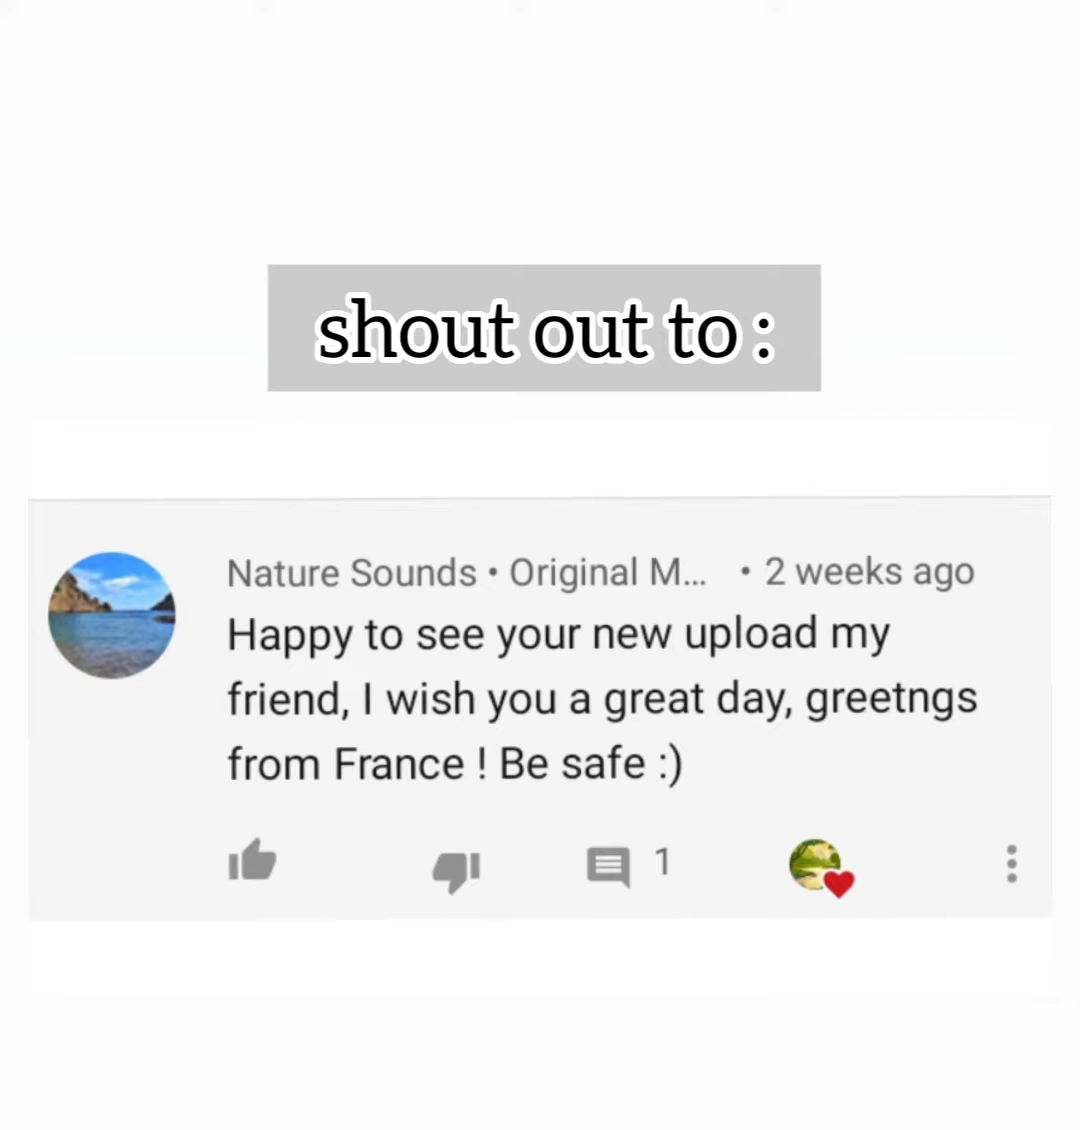 shout out to :
Nature Sounds • Original M... • 2 weeks ago
Happy to see your new upload my
friend, I wish you a great day, greetngs
from France ! Be safe :)
1